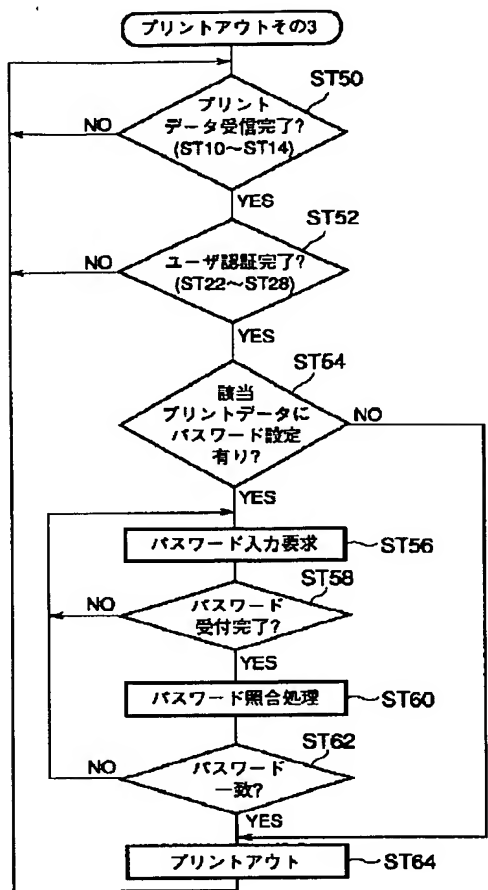 プリントアウトその3
ST50
プリント
データ受信完了?
(ST10～ST14)
NO
YES
ST52
ユーザ認証完了?
(ST22～ST28)
NO
YES
ST54
該当
プリントデータに
パスワード設定
有り?
NO
YES
パスワード入力要求
ST56
ST58
パスワード
受付完了?
NO
YES
パスワード照合処理
ST60
ST62
パスワード
一致?
NO
YES
プリントアウト
ST64